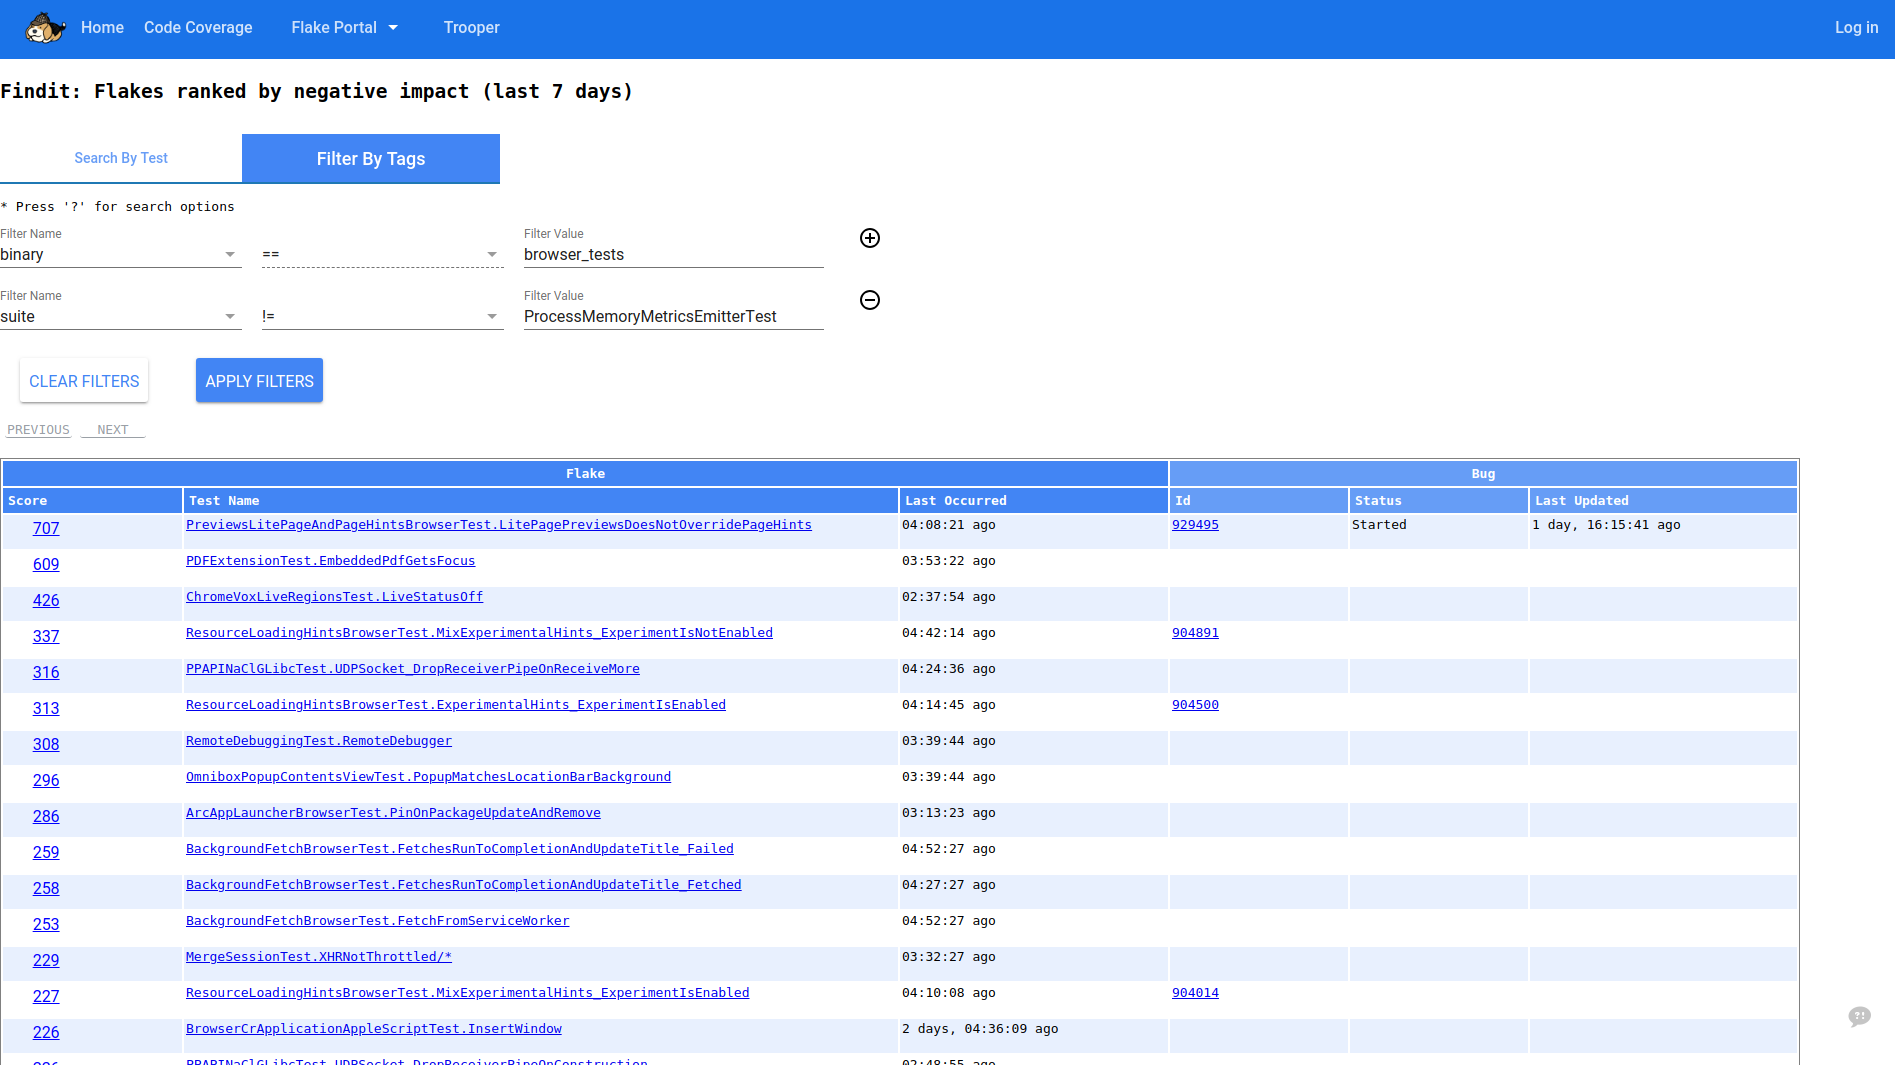 Home Code Coverage Flake Portal Trooper Log in
Findit: Flakes ranked by negative impact (last 7 days)
Search By Test Filter By Tags
* Press '?' for search options
Filter Name Filter Value
binary == browser_tests
Filter Name Filter Value
suite != ProcessMemoryMetricsEmitterTest
CLEAR FILTERS APPLY FILTERS
PREVIOUS NEXT
Flake Bug
Score Test Name Last Occurred Id Status Last Updated
707 PreviewsLitePageAndPageHintsBrowserTest.LitePagePreviewsDoesNotOverridePageHints 04:08:21 ago 929495 Started 1 day, 16:15:41 ago
609 PDFExtensionTest.EmbeddedPdfGetsFocus 03:53:22 ago
426 ChromeVoxLiveRegionsTest.LiveStatusOff 02:37:54 ago
337 ResourceLoadingHintsBrowserTest.MixExperimentalHints_ExperimentIsNotEnabled 04:42:14 ago 904891
316 PPAPINaClGLibcTest.UDPSocket_DropReceiverPipeOnReceiveMore 04:24:36 ago
313 ResourceLoadingHintsBrowserTest.ExperimentalHints_ExperimentIsEnabled 04:14:45 ago 904500
308 RemoteDebuggingTest.RemoteDebugger 03:39:44 ago
296 OmniboxPopupContentsViewTest.PopupMatchesLocationBarBackground 03:39:44 ago
286 ArcAppLauncherBrowserTest.PinOnPackageUpdateAndRemove 03:13:23 ago
259 BackgroundFetchBrowserTest.FetchesRunToCompletionAndUpdateTitle_Failed 04:52:27 ago
258 BackgroundFetchBrowserTest.FetchesRunToCompletionAndUpdateTitle_Fetched 04:27:27 ago
253 BackgroundFetchBrowserTest.FetchFromServiceWorker 04:52:27 ago
229 MergeSessionTest.XHRNotThrottled/* 03:32:27 ago
227 ResourceLoadingHintsBrowserTest.MixExperimentalHints_ExperimentIsEnabled 04:10:08 ago 904014
226 BrowserCrApplicationAppleScriptTest.InsertWindow 2 days, 04:36:09 ago
PPAPINaClGLibcTest.UDPSocket_DropReceiverPipeOnConstruction 02:48:55 ago